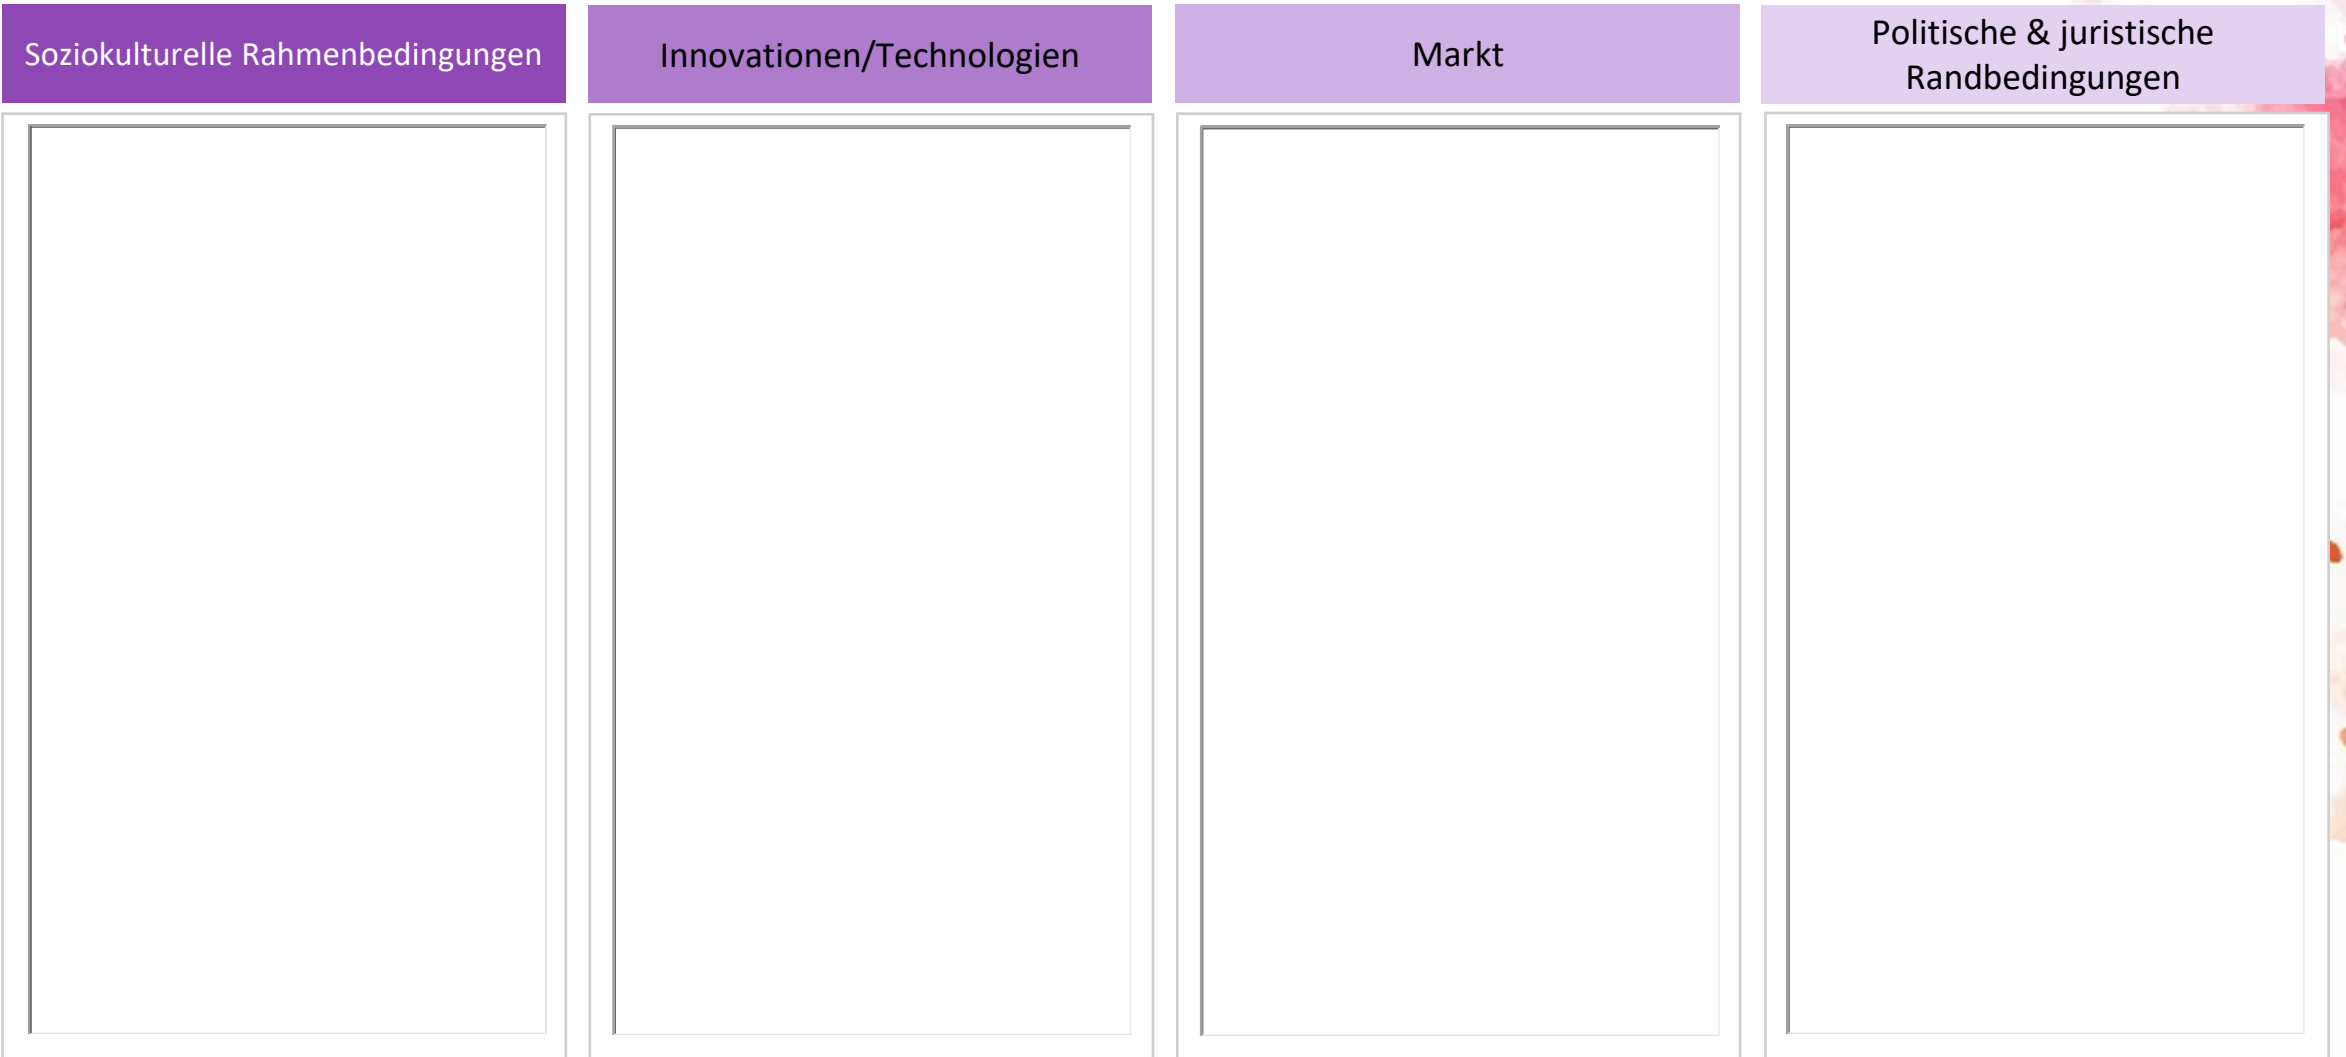 Soziokulturelle Rahmenbedingungen
Innovationen/Technologien
Markt
Politische & juristische
Randbedingungen